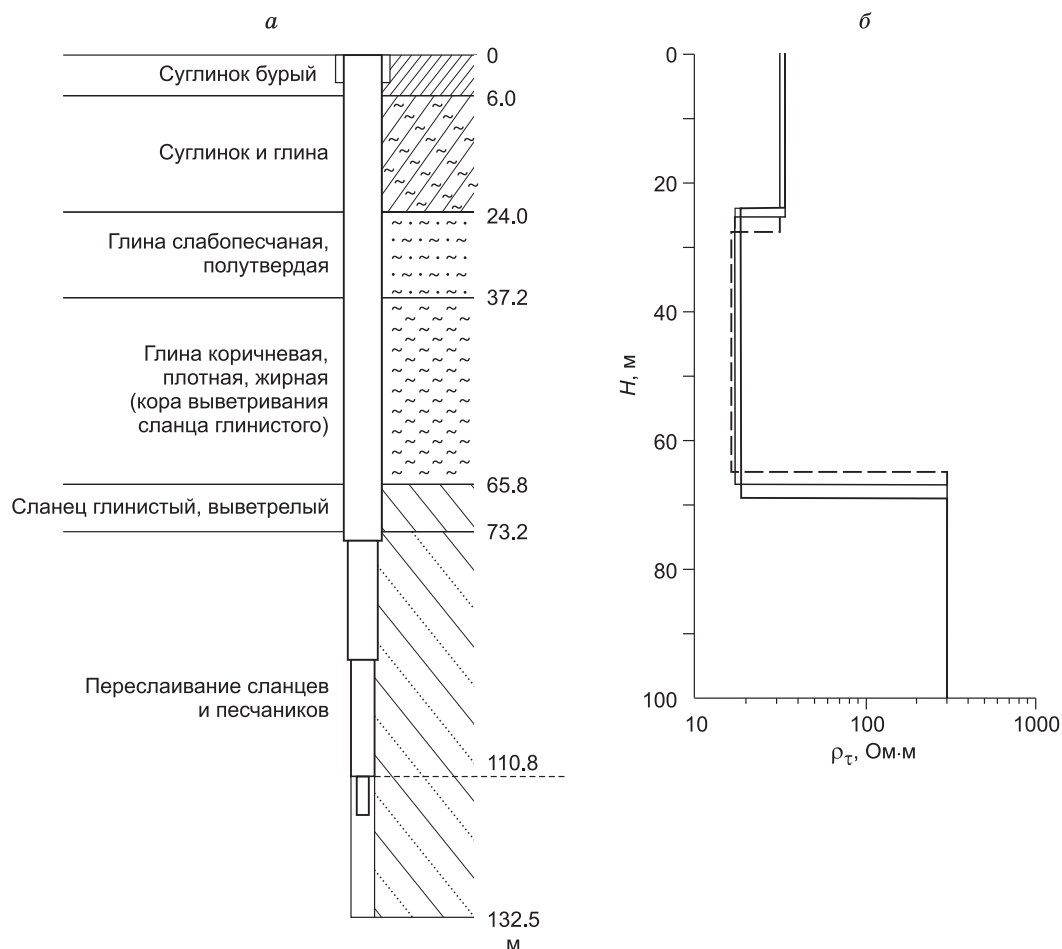 а
0
Суглинок бурый
6.0
Суглинок и глина
24.0
Глина слабопесчаная,
полутвердая
37.2
Глина коричневая,
плотная, жирная
(кора выветривания
сланца глинистого)
65.8
Сланец глинистый, выветрелый
73.2
Переслаивание сланцев
и песчаников
110.8
132.5
м
б
0
20
40
H, м
60
80
100
10
100
1000
ρτ, Ом·м